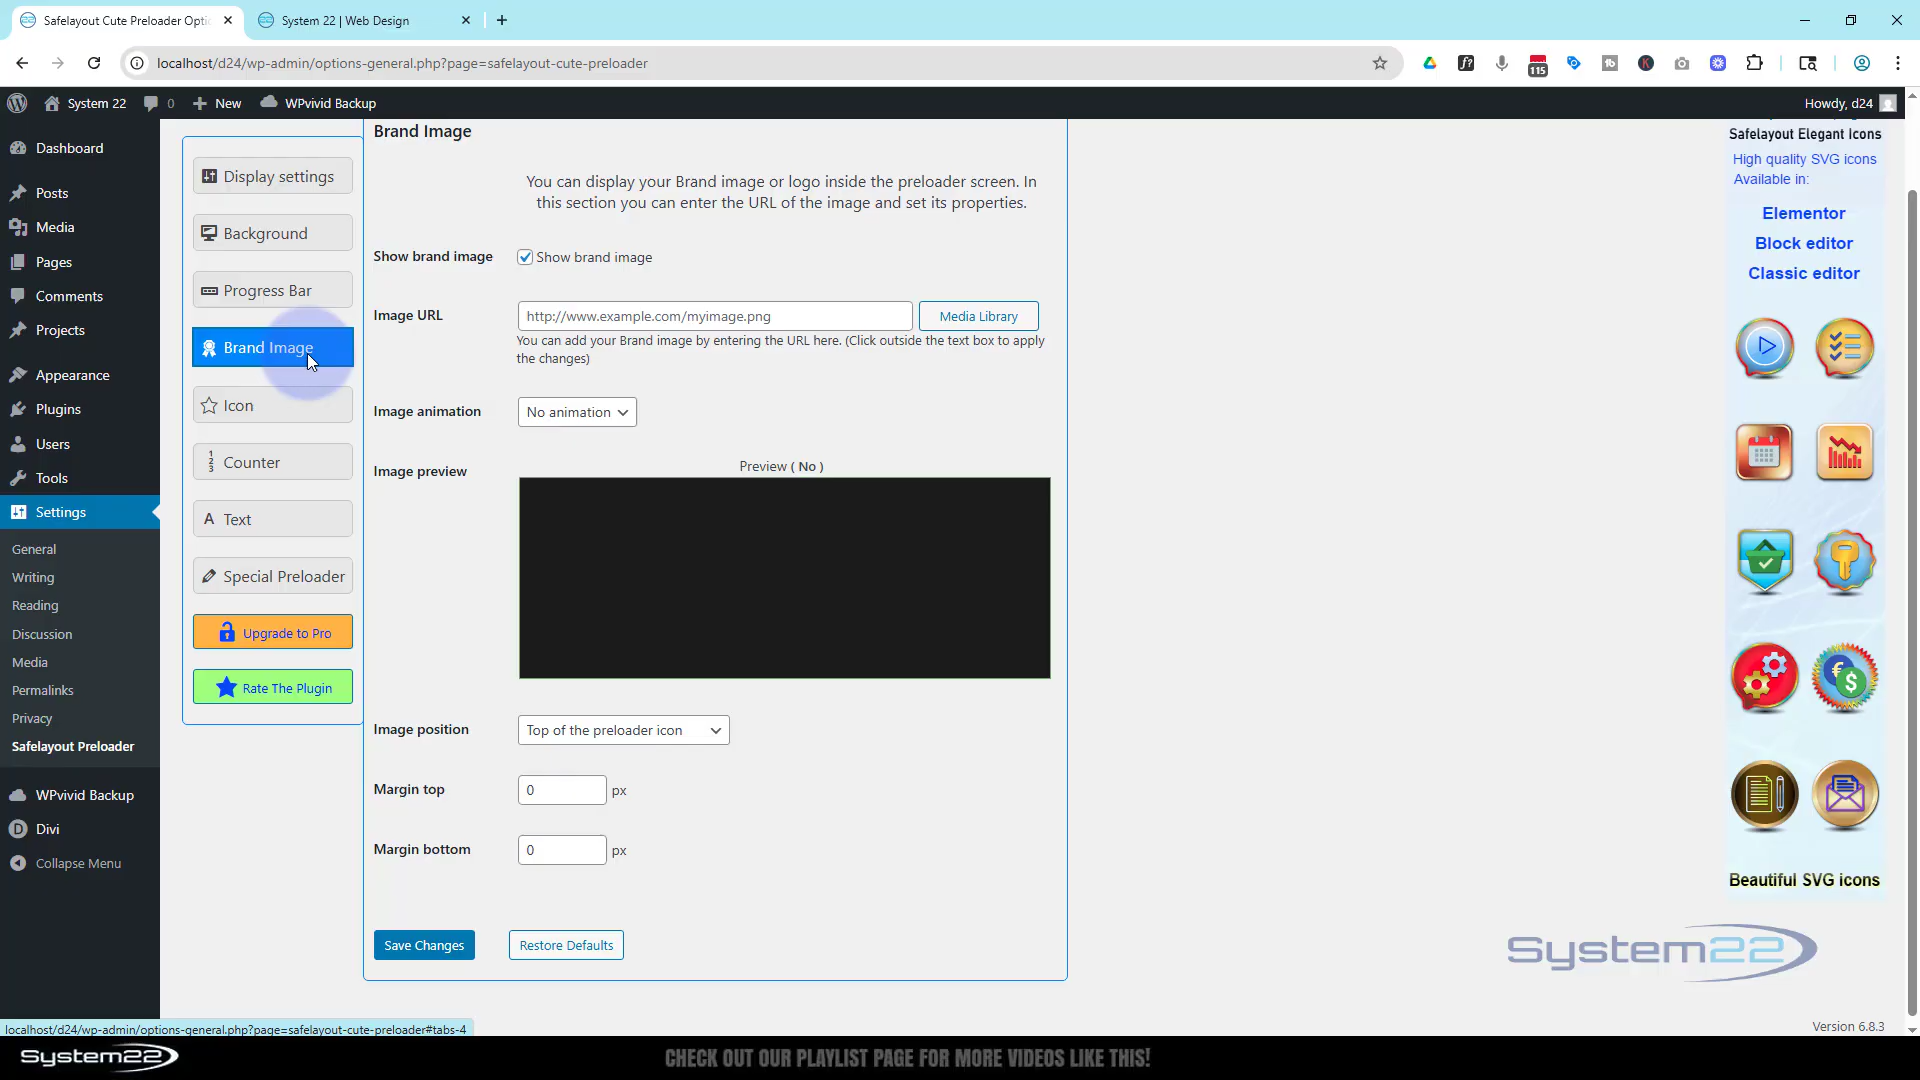 Safelayout Cute Preloader Optio
System 22 | Web Design
localhost/d24/wp-admin/options-general.php?page=safelayout-cute-preloader
115
System 22
0
New
WPvivid Backup
Howdy, d24
Dashboard
Posts
Media
Pages
Comments
Projects
Appearance
Plugins
Users
Tools
Settings
General
Writing
Reading
Discussion
Media
Permalinks
Privacy
Safelayout Preloader
WPvivid Backup
Divi
Collapse Menu
Display settings
Background
Progress Bar
Brand Image
Icon
Counter
Text
Special Preloader
Upgrade to Pro
Rate The Plugin
Brand Image
You can display your Brand image or logo inside the preloader screen. In
this section you can enter the URL of the image and set its properties.
Show brand image
Show brand image
Image URL
http://www.example.com/myimage.png
Media Library
You can add your Brand image by entering the URL here. (Click outside the text box to apply
the changes)
Image animation
No animation
Image preview
Preview ( No )
Image position
Top of the preloader icon
Margin top
0
px
Margin bottom
0
px
Save Changes
Restore Defaults
Safelayout Elegant Icons
High quality SVG icons
Available in:
Elementor
Block editor
Classic editor
Beautiful SVG icons
System22
Version 6.8.3
localhost/d24/wp-admin/options-general.php?page=safelayout-cute-preloader#tabs-4
System22
CHECK OUT OUR PLAYLIST PAGE FOR MORE VIDEOS LIKE THIS!